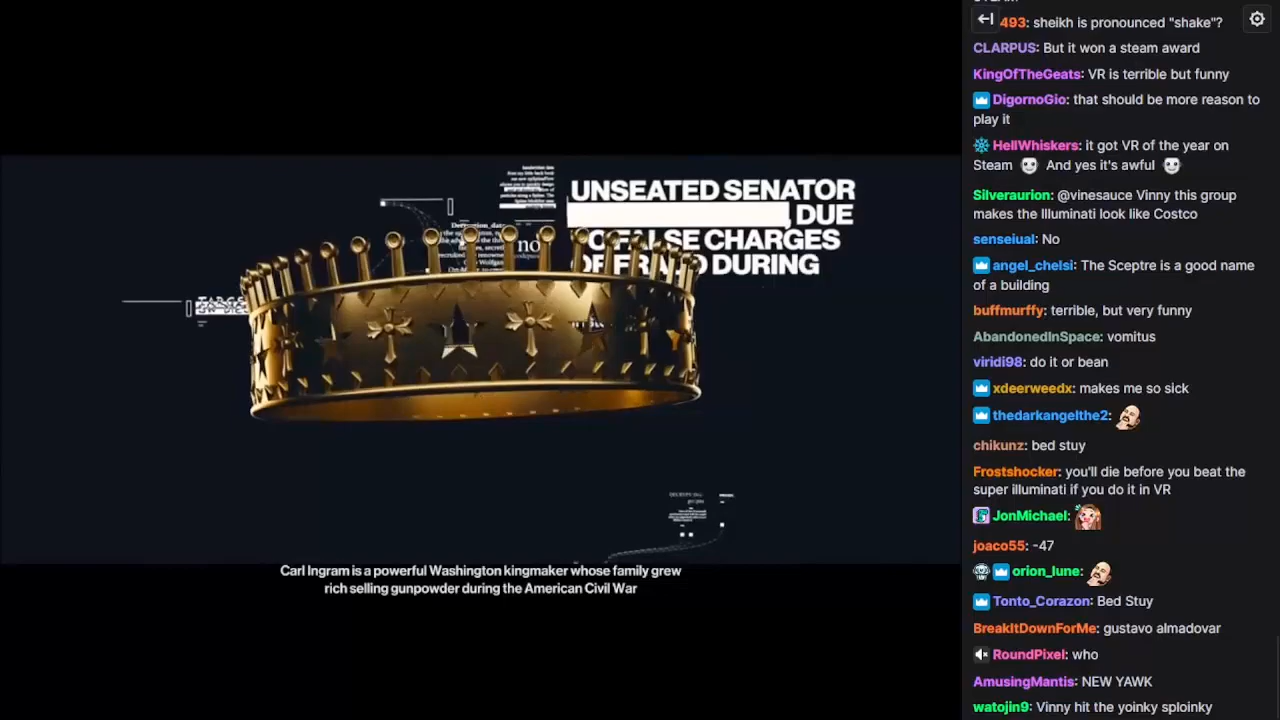 UNSEATED SENATOR
, DUE
FALSE CHARGES
DURING
no
Carl Ingram is a powerful Washington kingmaker whose family grew
rich selling gunpowder during the American Civil War
493: sheikh is pronounced "shake"?
CLARPUS: But it won a steam award
KingOfTheGeats: VR is terrible but funny
DigornoGio: that should be more reason to
play it
HellWhiskers: it got VR of the year on
Steam And yes it's awful
Silveraurion: @vinesauce Vinny this group
makes the Illuminati look like Costco
senseiual: No
angel_chelsi: The Sceptre is a good name
of a building
buffmurffy: terrible, but very funny
AbandonedInSpace: vomitus
viridi98: do it or bean
xdeerweedx: makes me so sick
thedarkangelthe2:
chikunz: bed stuy
Frostshocker: you'll die before you beat the
super illuminati if you do it in VR
JonMichael:
joaco55: -47
orion_lune:
Tonto_Corazon: Bed Stuy
BreakItDownForMe: gustavo almadovar
RoundPixel: who
AmusingMantis: NEW YAWK
watojin9: Vinny hit the yoinky sploinky